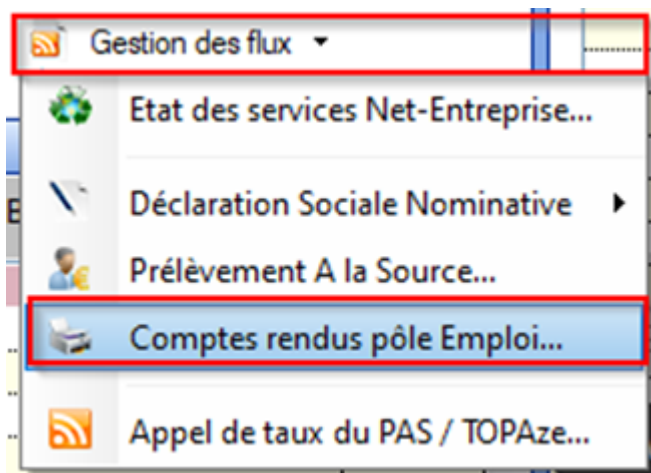 Gestion des flux
Etat des services Net-Entreprise...
Déclaration Sociale Nominative
Prélèvement A la Source...
Comptes rendus pôle Emploi...
Appel de taux du PAS / TOPAze...